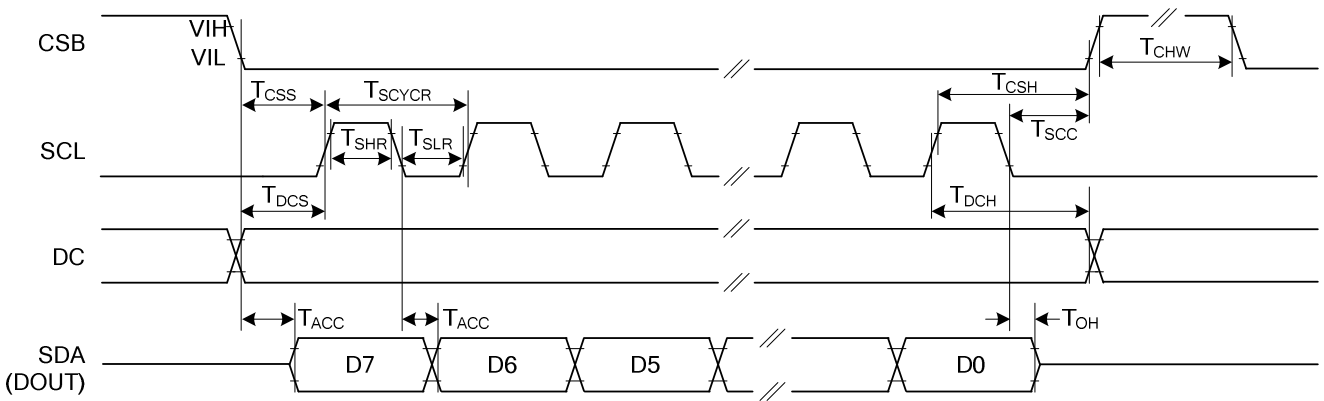 CSB
VIH
VIL
TCHW
TCSS
TSCYCR
TCSH
TSCC
SCL
TSHR
TSLR
TDCS
TDCH
DC
TACC
TACC
TOH
SDA
(DOUT)
D7
D6
D5
D0